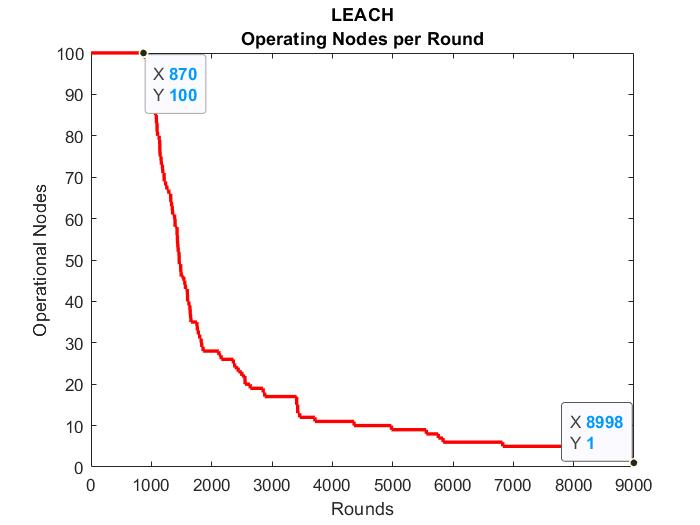 LEACH
Operating Nodes per Round
100
90
80
70
60
50
40
30
20
10
0
Operational Nodes
X 870
Y 100
X 8998
Y 1
0 1000 2000 3000 4000 5000 6000 7000 8000 9000
Rounds